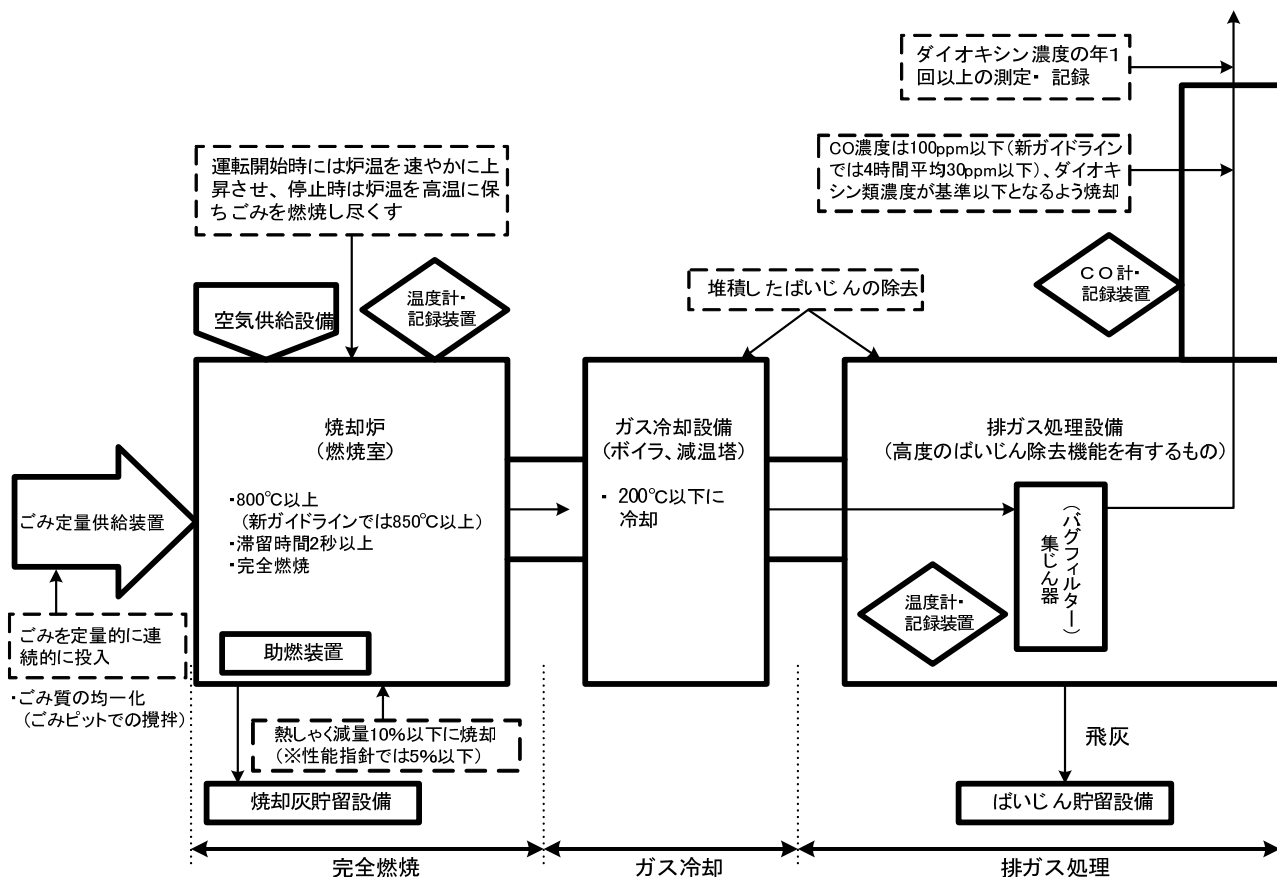 ダイオキシン濃度の年1
回以上の測定・記録
CO濃度は100ppm以下（新ガイドライン
では4時間平均30ppm以下）、ダイオキ
シン類濃度が基準以下となるよう焼却
運転開始時には炉温を速やかに上
昇させ、停止時は炉温を高温に保
ちごみを燃焼し尽くす
空気供給設備
温度計・
記録装置
堆積したばいじんの除去
CO計・
記録装置
焼却炉
（燃焼室）
・800℃以上
（新ガイドラインでは850℃以上）
・滞留時間2秒以上
・完全燃焼
助燃装置
ガス冷却設備
（ボイラ、減温塔）
・200℃以下に
冷却
排ガス処理設備
（高度のばいじん除去機能を有するもの）
集じん器
（バグフィルター）
温度計・
記録装置
ごみ定量供給装置
ごみを定量的に連
続的に投入
・ごみ質の均一化
（ごみピットでの攪拌）
熱しゃく減量10%以下に焼却
（※性能指針では5%以下）
飛灰
焼却灰貯留設備
ばいじん貯留設備
完全燃焼
ガス冷却
排ガス処理